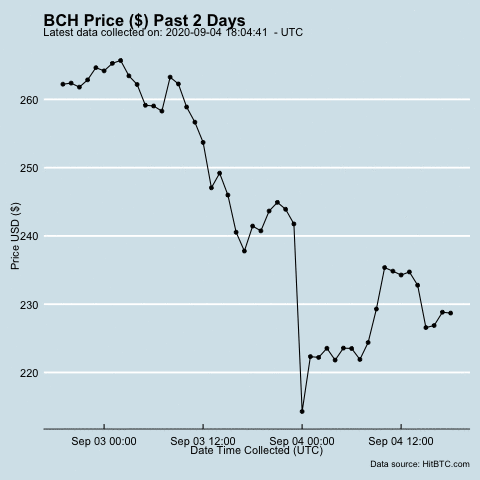 BCH Price ($) Past 2 Days
Latest data collected on: 2020-09-04 18:04:41  - UTC
260
250
240
230
220
Price USD ($)
Sep 03 00:00 Sep 03 12:00 Sep 04 00:00 Sep 04 12:00
Date Time Collected (UTC)
Data source: HitBTC.com